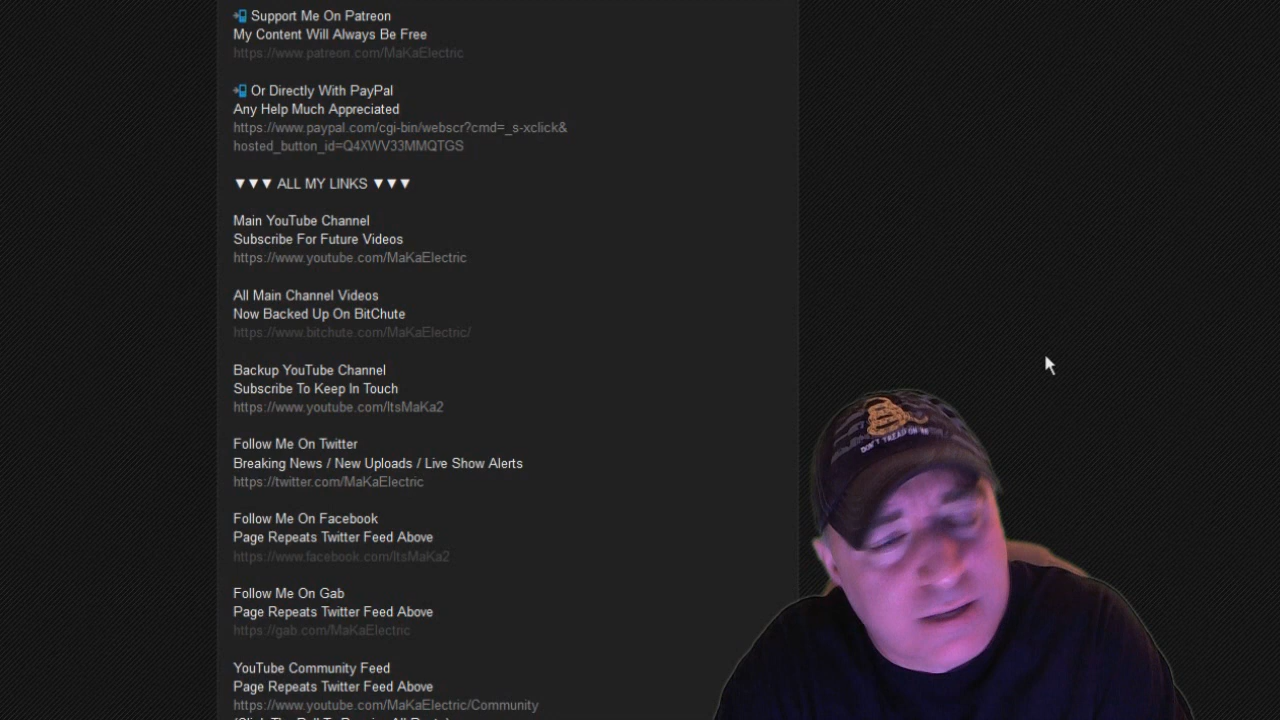 Support Me On Patreon
My Content Will Always Be Free
https://www.patreon.com/MaKaElectric
Or Directly With PayPal
Any Help Much Appreciated
https://www.paypal.com/cgi-bin/webscr?cmd=_s-xclick&
hosted_button_id=Q4XWV33MMQTGS
▼▼▼ ALL MY LINKS ▼▼▼
Main YouTube Channel
Subscribe For Future Videos
https://www.youtube.com/MaKaElectric
All Main Channel Videos
Now Backed Up On BitChute
https://www.bitchute.com/MaKaElectric/
Backup YouTube Channel
Subscribe To Keep In Touch
https://www.youtube.com/ItsMaKa2
Follow Me On Twitter
Breaking News / New Uploads / Live Show Alerts
https://twitter.com/MaKaElectric
Follow Me On Facebook
Page Repeats Twitter Feed Above
https://www.facebook.com/ItsMaKa2
Follow Me On Gab
Page Repeats Twitter Feed Above
https://gab.com/MaKaElectric
YouTube Community Feed
Page Repeats Twitter Feed Above
https://www.youtube.com/MaKaElectric/Community
DON'T TREAD ON ME